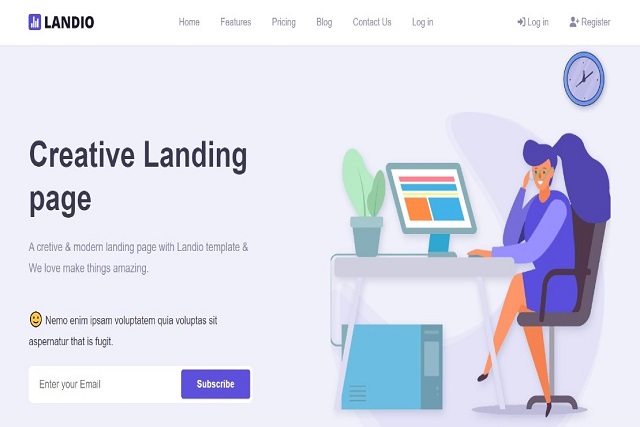 LANDIO
Home Features Pricing Blog Contact Us Log in
Log in Register
Creative Landing
page
A cretive & modern landing page with Landio template &
We love make things amazing.
Nemo enim ipsam voluptatem quia voluptas sit
aspernatur that is fugit.
Enter your Email
Subscribe